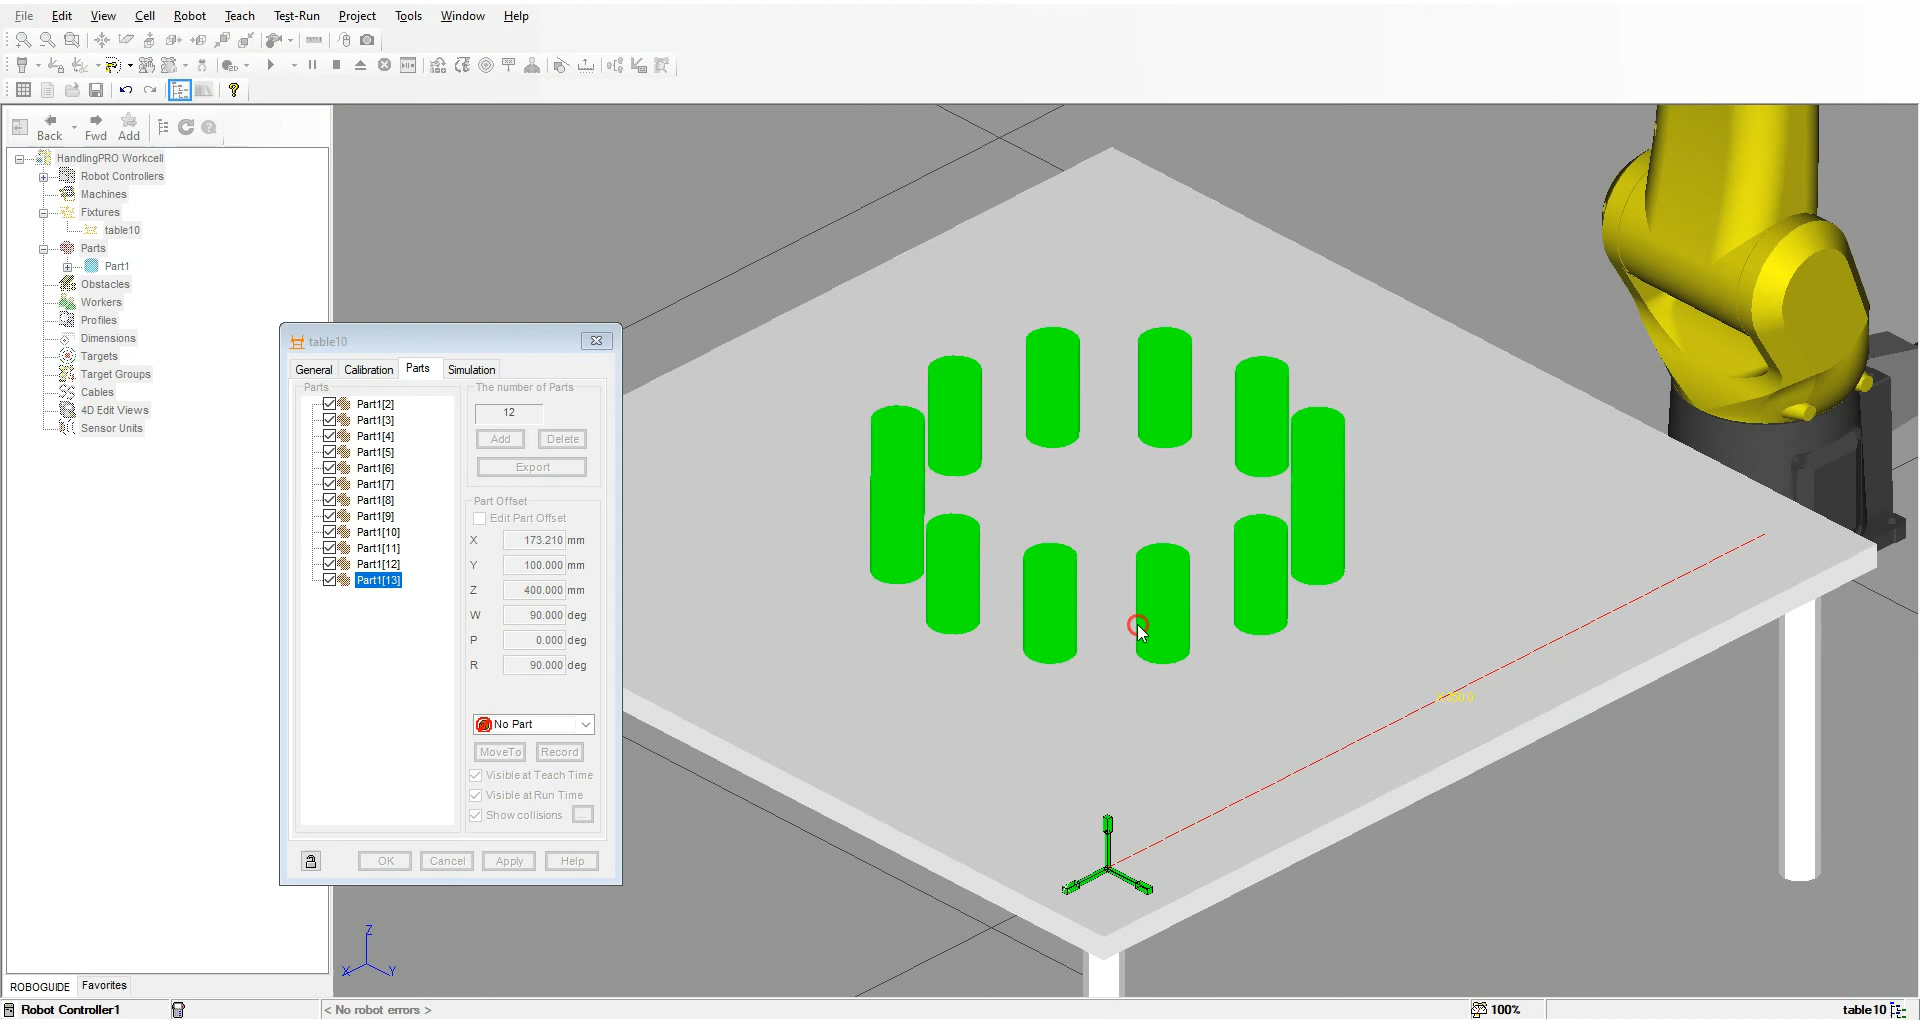 File Edit View Cell Robot Teach Test-Run Project Tools Window Help
Back Fwd Add
HandlingPRO Workcell
Robot Controllers
Machines
Fixtures
table10
Parts
Part1
Obstacles
Workers
Profiles
Dimensions
Targets
Target Groups
Cables
4D Edit Views
Sensor Units
ROBOGUIDE Favorites
table10
General Calibration Parts Simulation
Parts
Part1[2]
Part1[3]
Part1[4]
Part1[5]
Part1[6]
Part1[7]
Part1[8]
Part1[9]
Part1[10]
Part1[11]
Part1[12]
Part1[13]
The number of Parts
12
Add Delete
Export
Part Offset
Edit Part Offset
X 173.210 mm
Y 100.000 mm
Z 400.000 mm
W 90.000 deg
P 0.000 deg
R 90.000 deg
No Part
MoveTo Record
Visible at Teach Time
Visible at Run Time
Show collisions ...
OK Cancel Apply Help
Z
X Y
Robot Controller1 < No robot errors > 100% table10